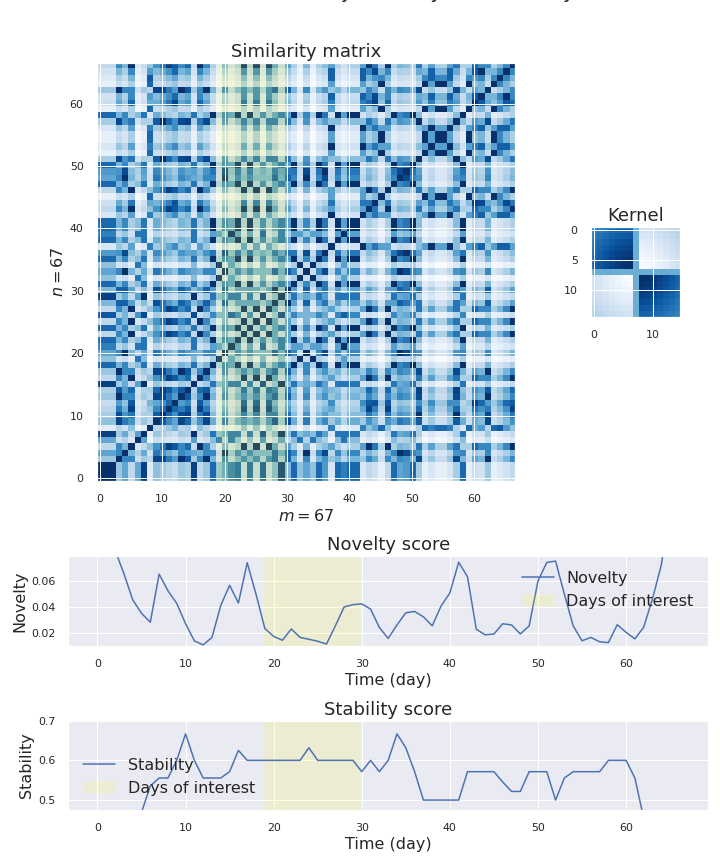 Similarity matrix
60
50
40
30
20
10
0
n = 67
0 10 20 30 40 50 60
m = 67
Kernel
0
5
10
0 10
Novelty score
Novelty
0.06
0.04
0.02
Novelty
Days of interest
0 10 20 30 40 50 60
Time (day)
Stability score
Stability
0.7
0.6
0.5
Stability
Days of interest
0 10 20 30 40 50 60
Time (day)